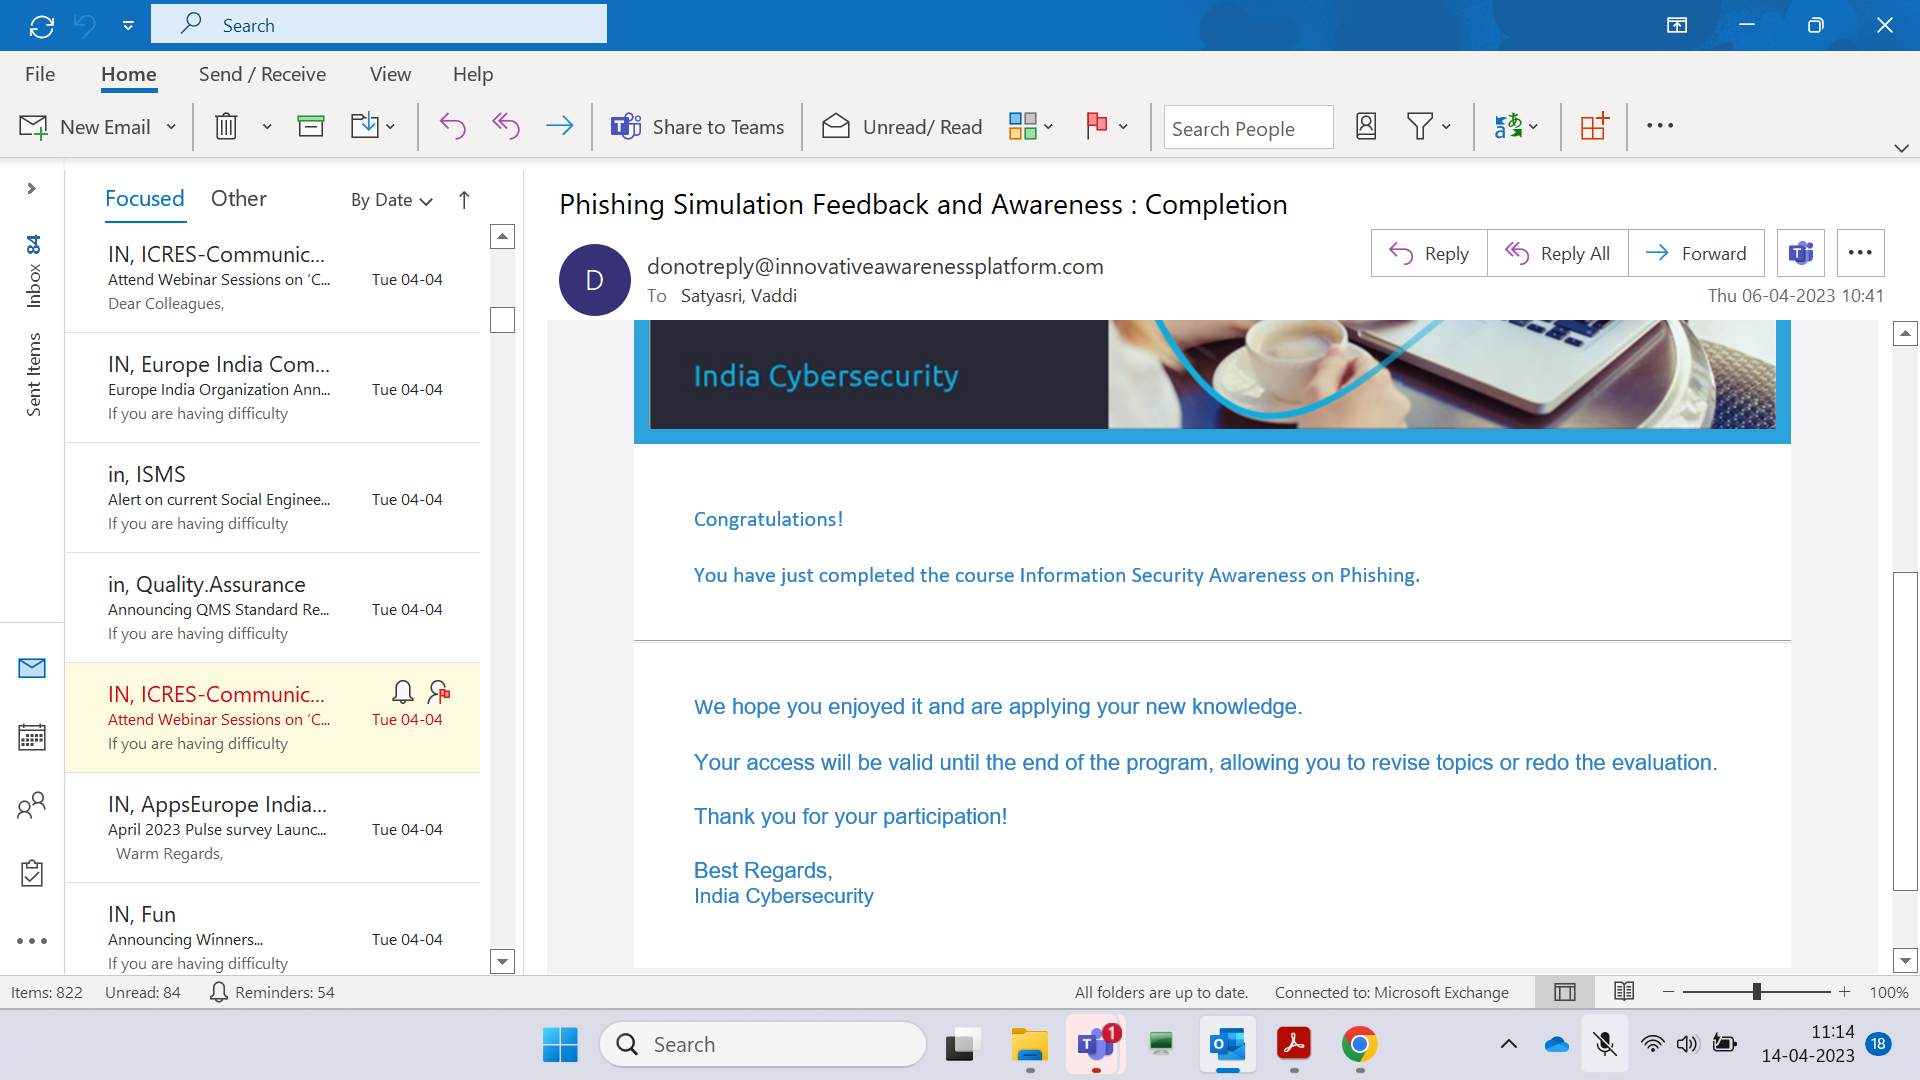 Search
File
Home
Send / Receive
View
Help
New Email
Share to Teams
Unread/ Read
Search People
Inbox 84
Sent Items
Focused
Other
By Date
IN, ICRES-Communic...
Attend Webinar Sessions on ‘C...
Tue 04-04
Dear Colleagues,
IN, Europe India Com...
Europe India Organization Ann...
Tue 04-04
If you are having difficulty
in, ISMS
Alert on current Social Enginee...
Tue 04-04
If you are having difficulty
in, Quality.Assurance
Announcing QMS Standard Re...
Tue 04-04
If you are having difficulty
IN, ICRES-Communic...
Attend Webinar Sessions on ‘C...
Tue 04-04
If you are having difficulty
IN, AppsEurope India...
April 2023 Pulse survey Launc...
Tue 04-04
Warm Regards,
IN, Fun
Announcing Winners...
Tue 04-04
If you are having difficulty
Phishing Simulation Feedback and Awareness : Completion
D
donotreply@innovativeawarenessplatform.com
To Satyasri, Vaddi
Reply
Reply All
Forward
Thu 06-04-2023 10:41
India Cybersecurity
Congratulations!
You have just completed the course Information Security Awareness on Phishing.
We hope you enjoyed it and are applying your new knowledge.
Your access will be valid until the end of the program, allowing you to revise topics or redo the evaluation.
Thank you for your participation!
Best Regards,
India Cybersecurity
Items: 822
Unread: 84
Reminders: 54
All folders are up to date.
Connected to: Microsoft Exchange
100%
Search
1
11:14
14-04-2023
18